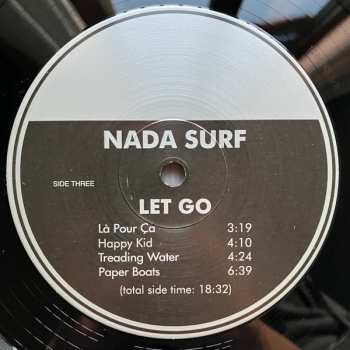 NADA SURF
SIDE THREE
LET GO
Là Pour Ça 3:19
Happy Kid 4:10
Treading Water 4:24
Paper Boats 6:39
(total side time: 18:32)